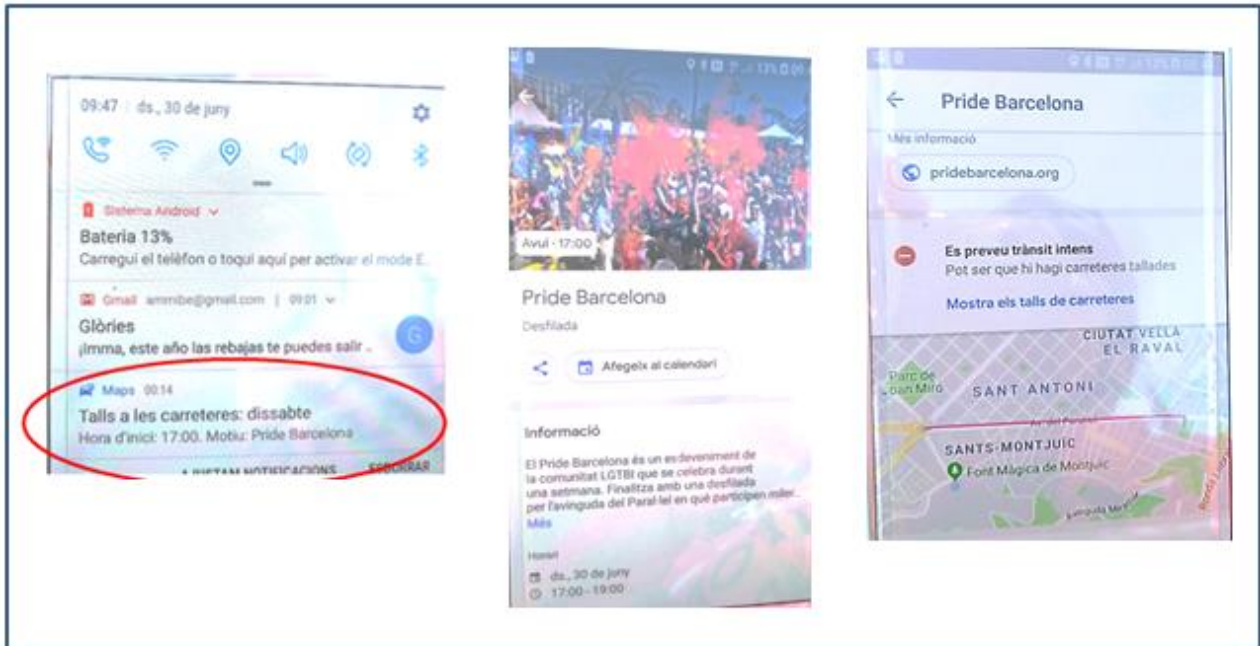 09:47 ds., 30 de juny
Sistema Android
Bateria 13%
Carregui el telèfon o toqui aquí per activar el mode E..
Gmail ammibe@gmail.com | 09:01
Glòries
¡Imma, este año las rebajas te puedes salir ..
G
Maps 00:14
Talls a les carreteres: dissabte
Hora d'inici: 17:00. Motiu: Pride Barcelona
NOTIFICACIONS
13%
Avui - 17:00
Pride Barcelona
Desfilada
Afegeix al calendari
Informació
El Pride Barcelona és un esdeveniment de
la comunitat LGTBI que se celebra durant
una setmana. Finalitza amb una desfilada
per l'avinguda del Paral·lel en què participen miler..
Més
Horari
ds., 30 de juny
17:00 - 19:00
Pride Barcelona
Més informació
pridebarcelona.org
Es preveu trànsit intens
Pot ser que hi hagi carreteres tallades
Mostra els talls de carreteres
CIUTAT VELLA
EL RAVAL
Parc de
Joan Miró
SANT ANTONI
SANTS-MONTJUÏC
Font Màgica de Montjuïc